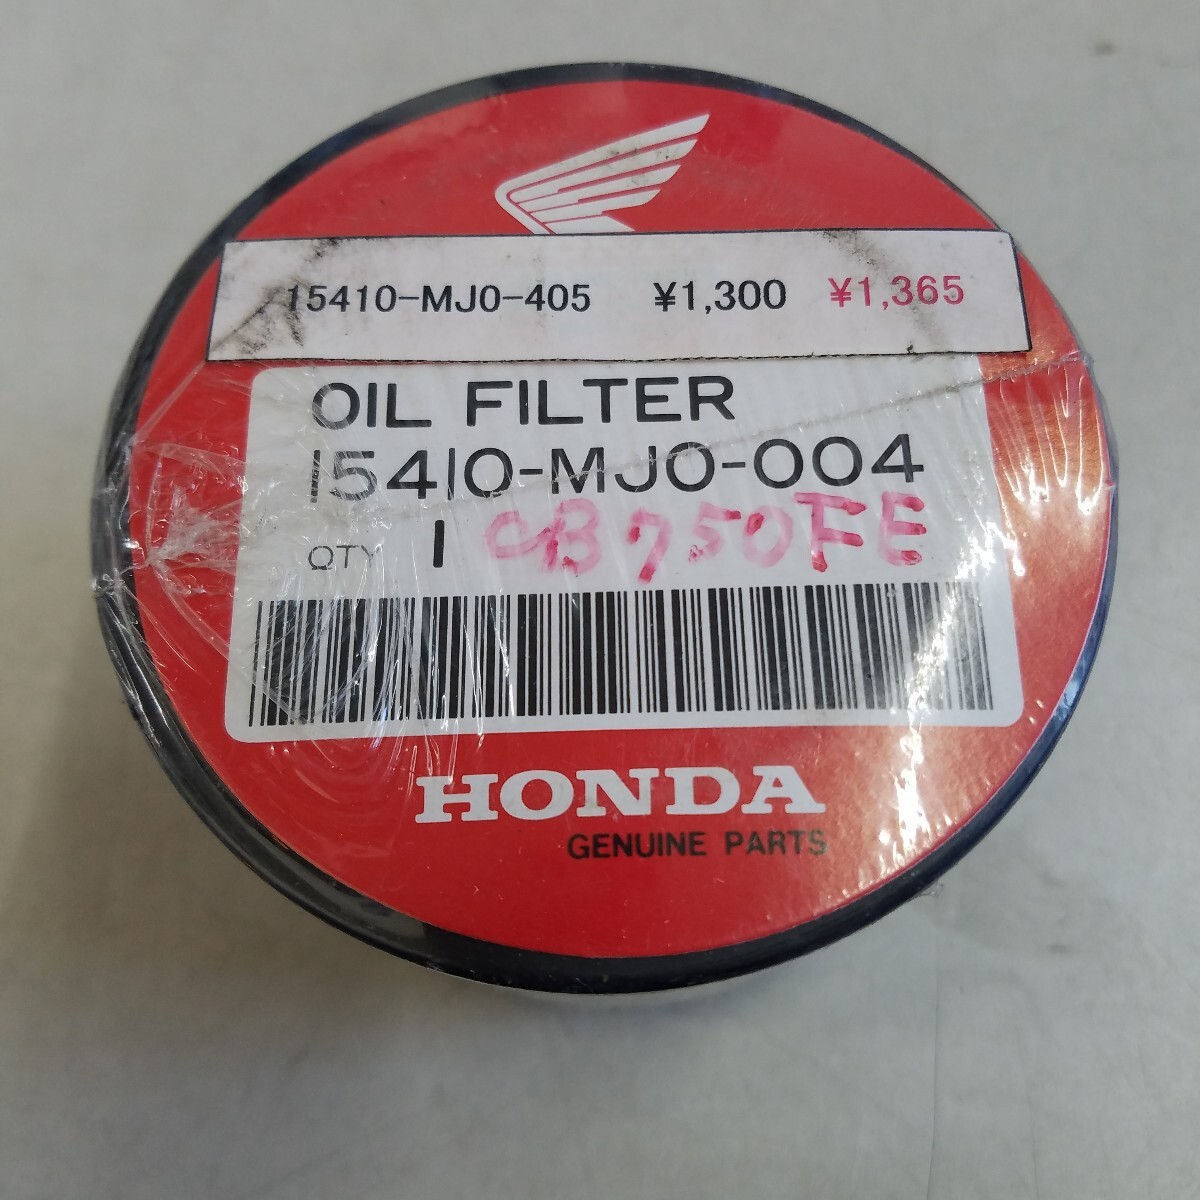 15410-MJ0-405 ¥1,300 ¥1,365
OIL FILTER
15410-MJ0-004
QTY 1 CB750FE
HONDA
GENUINE PARTS